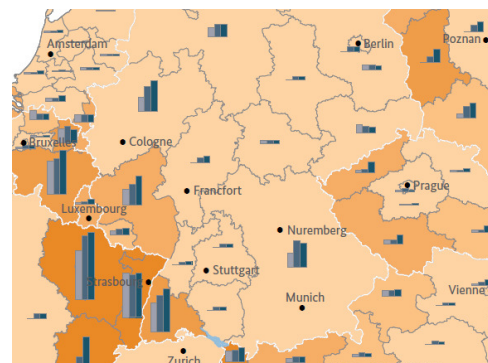 Poznan
Berlin
Amsterdam
Bruxelles
Cologne
Prague
Francfort
Luxembourg
Nuremberg
Strasbourg
Stuttgart
Vienne
Munich
Zurich